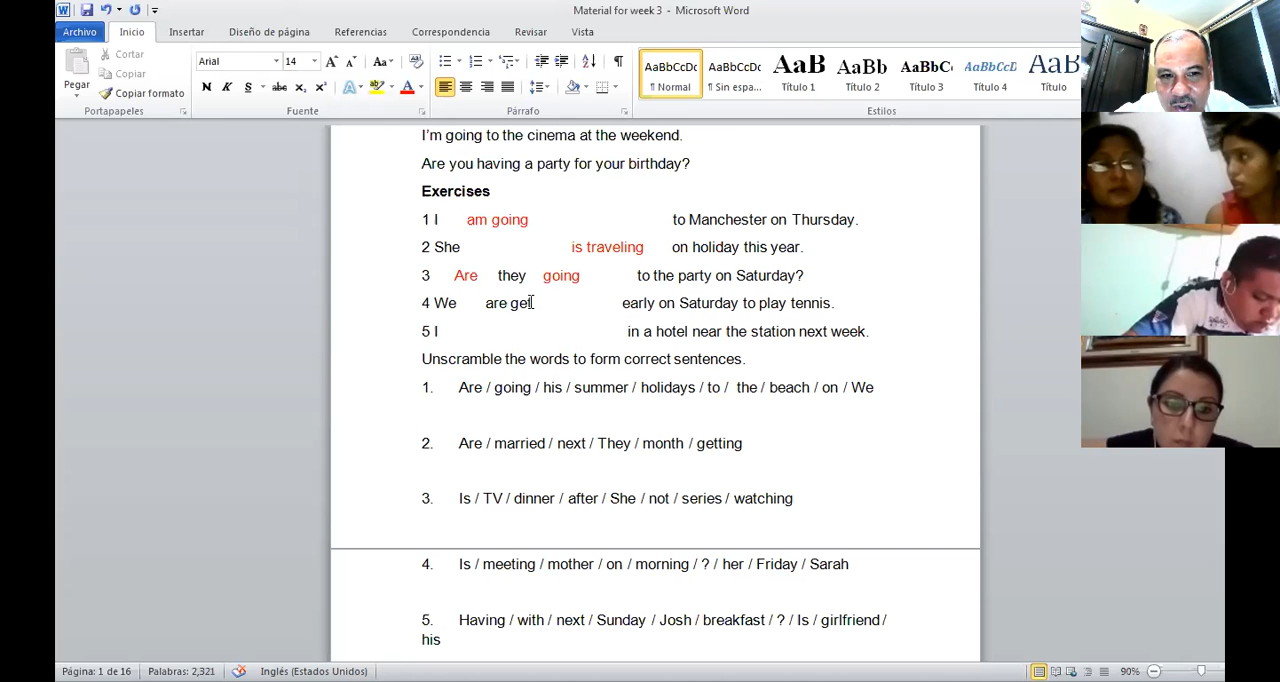 Material for week 3 - Microsoft Word
Archivo Inicio Insertar Diseño de página Referencias Correspondencia Revisar Vista
Cortar
Copiar
Copiar formato
Pegar
Arial 14
N K S abc x₂ x² A A
AaBbCcDc AaBbCcDc AaB AaBb AaBbC AaBbCcD AaB
¶ Normal ¶ Sin espa... Título 1 Título 2 Título 3 Título 4 Título
Portapapeles Fuente Párrafo Estilos
I'm going to the cinema at the weekend.
Are you having a party for your birthday?
Exercises
1 I am going to Manchester on Thursday.
2 She is traveling on holiday this year.
3 Are they going to the party on Saturday?
4 We are get early on Saturday to play tennis.
5 I in a hotel near the station next week.
Unscramble the words to form correct sentences.
1. Are / going / his / summer / holidays / to / the / beach / on / We
2. Are / married / next / They / month / getting
3. Is / TV / dinner / after / She / not / series / watching
4. Is / meeting / mother / on / morning / ? / her / Friday / Sarah
5. Having / with / next / Sunday / Josh / breakfast / ? / Is / girlfriend /
his
Página: 1 de 16 Palabras: 2,321 Inglés (Estados Unidos) 90%